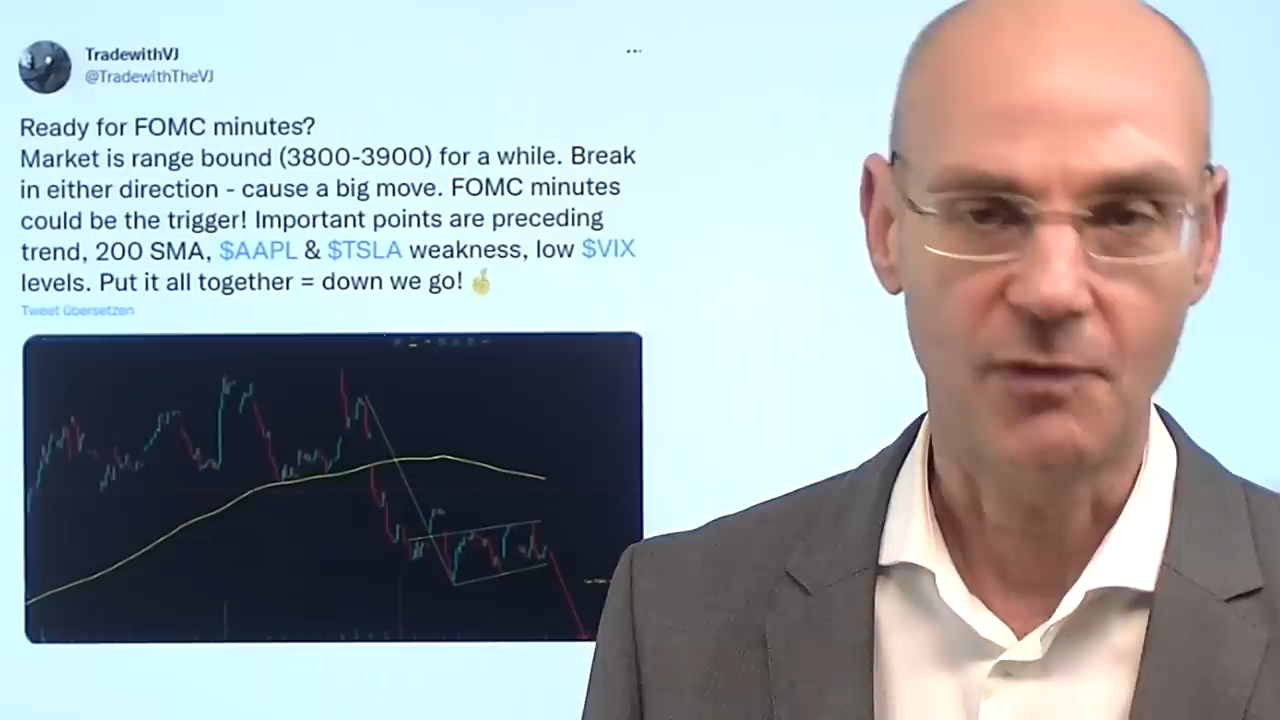 TradewithVJ
@TradewithTheVJ
Ready for FOMC minutes?
Market is range bound (3800-3900) for a while. Break
in either direction - cause a big move. FOMC minutes
could be the trigger! Important points are preceding
trend, 200 SMA, $AAPL & $TSLA weakness, low $VIX
levels. Put it all together = down we go!
Tweet übersetzen